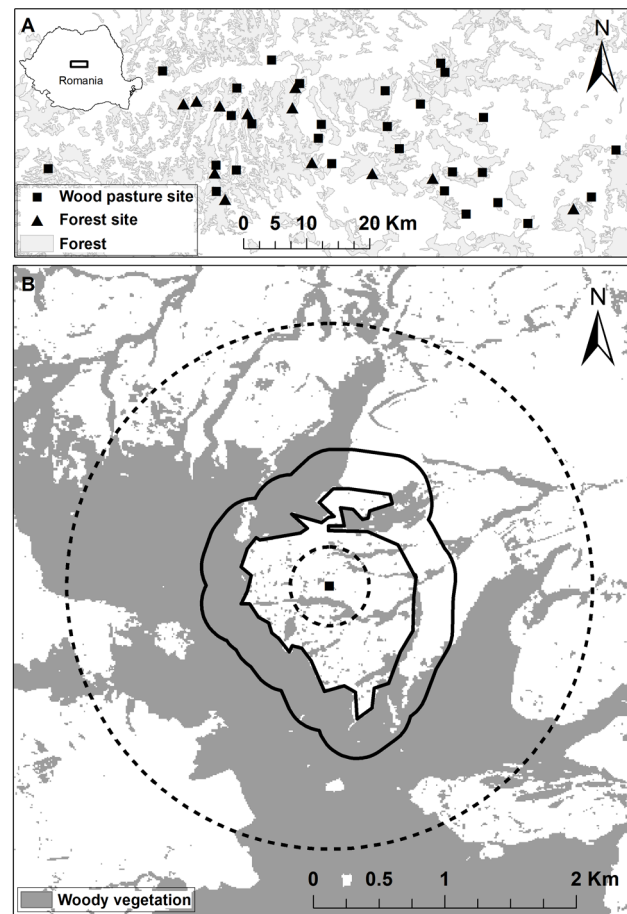 A
N
Romania
Wood pasture site
Forest site
Forest
0 5 10 20 Km
B
N
Woody vegetation
0 0.5 1 2 Km